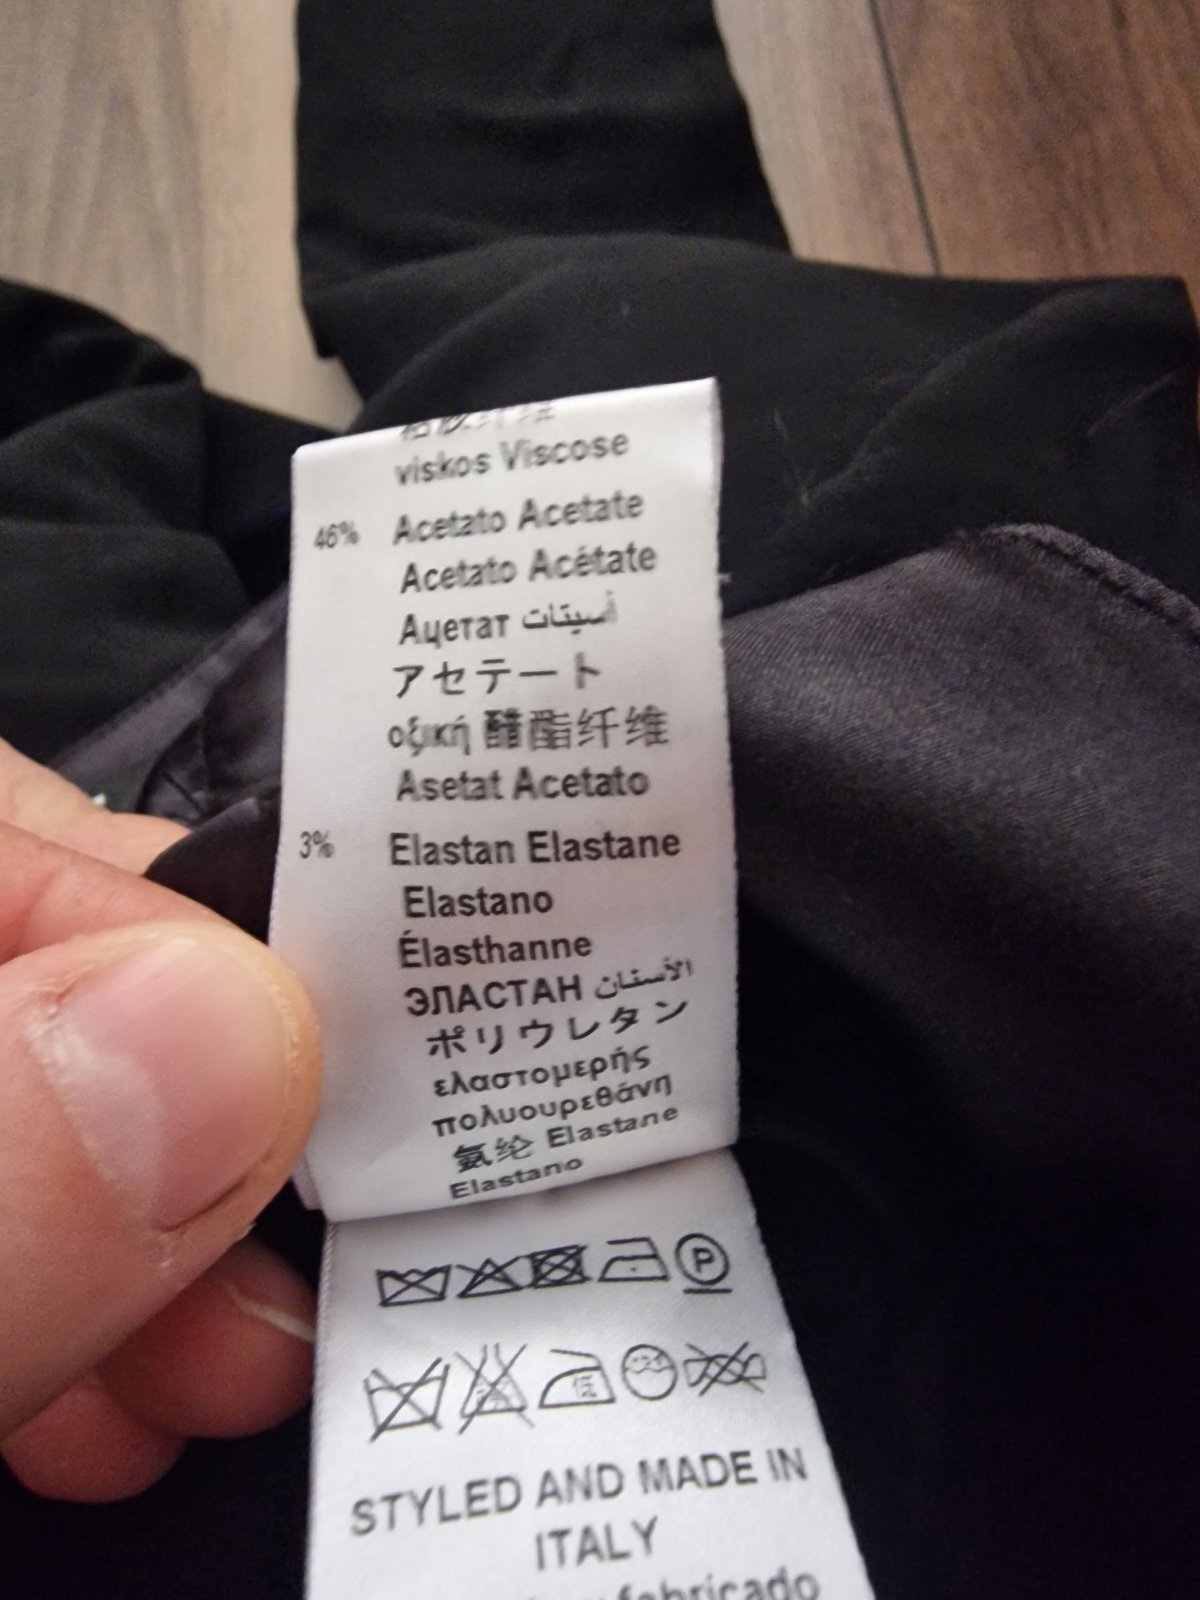 viskos Viscose
46% Acetato Acetate
Acetato Acétate
Ацетат أسيتات
アセテート
οξική 醋酯纤维
Asetat Acetato
3% Elastan Elastane
Elastano
Élasthanne
ЭЛАСТАН الأستان
ポリウレタン
ελαστομερής
πολυουρεθάνη
氨纶 Elastane
Elastano
P
低
STYLED AND MADE IN
ITALY
fabricado